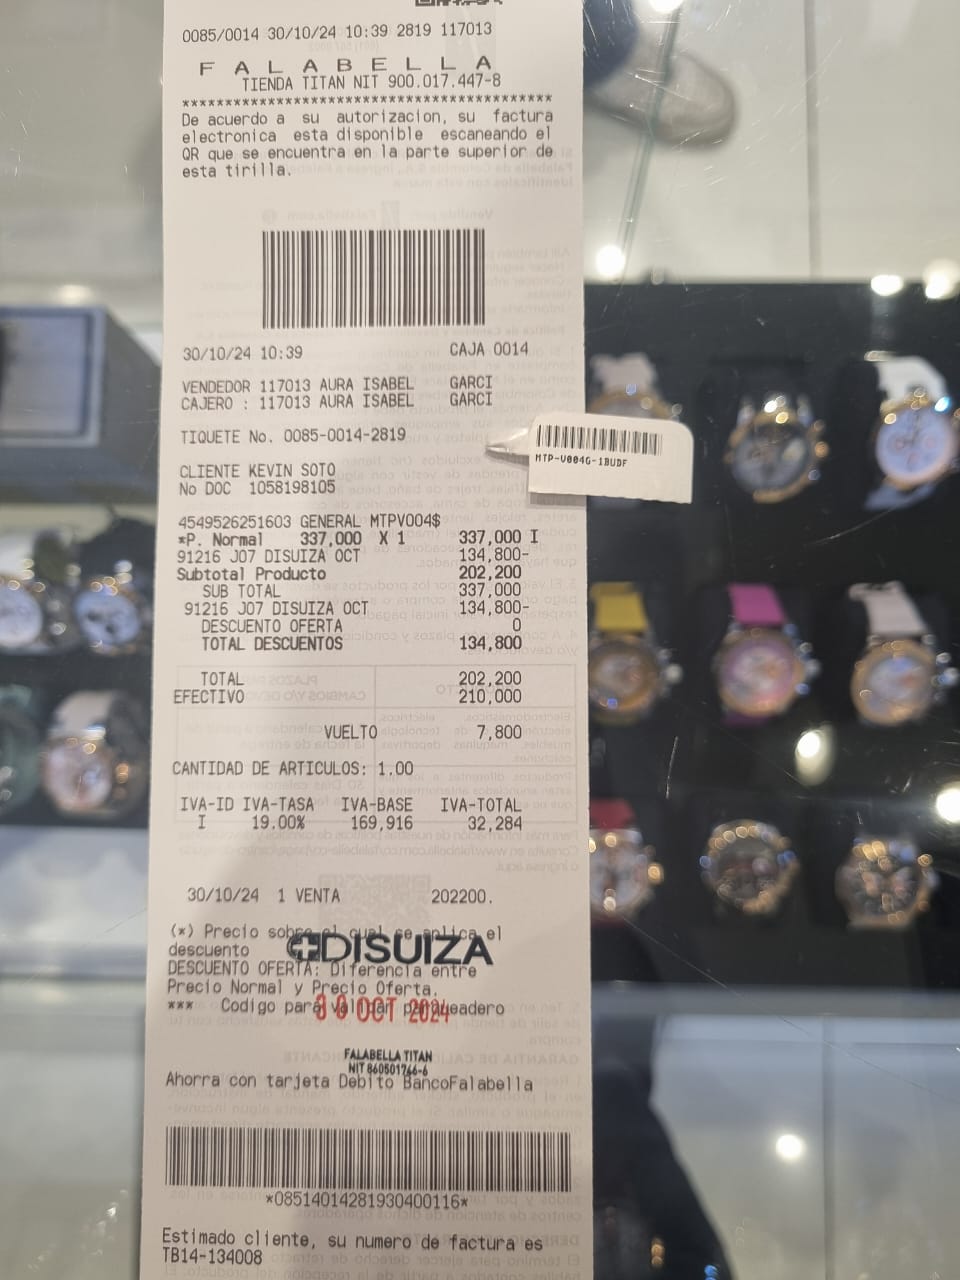 0085/0014 30/10/24 10:39 2819 117013
F A L A B E L L A
TIENDA TITAN NIT 900.017.447-8
*******************************************
De acuerdo a su autorizacion, su factura
electronica esta disponible escaneando el
QR que se encuentra en la parte superior de
esta tirilla.
30/10/24 10:39 CAJA 0014
VENDEDOR 117013 AURA ISABEL GARCI
CAJERO : 117013 AURA ISABEL GARCI
TIQUETE No. 0085-0014-2819
MTP-V004G-1BUDF
CLIENTE KEVIN SOTO
No DOC 1058198105
4549526251603 GENERAL MTPV004$
*P. Normal 337,000 X 1 337,000 I
91216 J07 DISUIZA OCT 134,800-
Subtotal Producto 202,200
SUB TOTAL 337,000
91216 J07 DISUIZA OCT 134,800-
DESCUENTO OFERTA 0
TOTAL DESCUENTOS 134,800
TOTAL 202,200
EFECTIVO 210,000
VUELTO 7,800
CANTIDAD DE ARTICULOS: 1.00
IVA-ID IVA-TASA IVA-BASE IVA-TOTAL
I 19.00% 169,916 32,284
30/10/24 1 VENTA 202200.
(*) Precio sobre el cual se aplica el
descuento
DISUIZA
DESCUENTO OFERTA: Diferencia entre
Precio Normal y Precio Oferta.
*** Codigo para validar parqueadero
30 OCT 2024
FALABELLA TITAN
NIT 860501766-6
Ahorra con tarjeta Debito BancoFalabella
*08514014281930400116*
Estimado cliente, su numero de factura es
TB14-134008